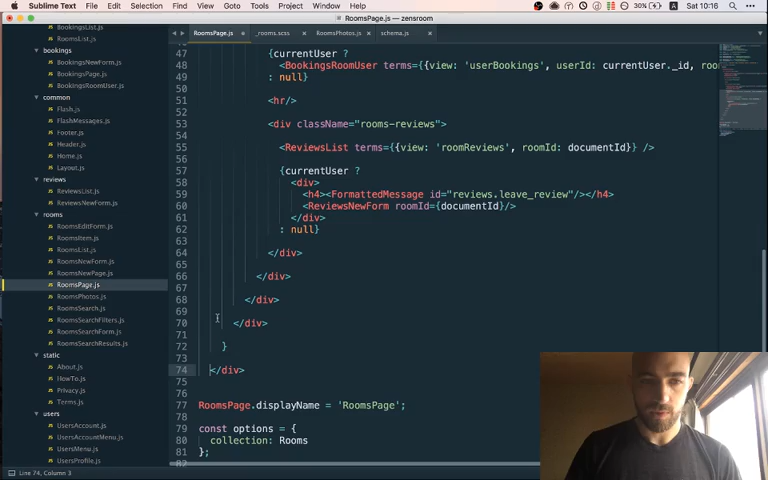 Sublime Text File Edit Selection Find View Goto Tools Project Window Help 30% A Sat 10:16
RoomsPage.js — zensroom
BookingsList.js
RoomsList.js
bookings
BookingsNewForm.js
BookingsPage.js
BookingsRoomUser.js
common
Flash.js
FlashMessages.js
Footer.js
Header.js
Home.js
Layout.js
reviews
ReviewsList.js
ReviewsNewForm.js
rooms
RoomsEditForm.js
RoomsItem.js
RoomsList.js
RoomsNewForm.js
RoomsNewPage.js
RoomsPage.js
RoomsPhotos.js
RoomsSearch.js
RoomsSearchFilters.js
RoomsSearchForm.js
RoomsSearchResults.js
static
About.js
HowTo.js
Privacy.js
Terms.js
users
UsersAccount.js
UsersAccountMenu.js
UsersMenu.js
UsersProfile.js
RoomsPage.js _rooms.scss RoomsPhotos.js schema.js
46
47 {currentUser ?
48 <BookingsRoomUser terms={{view: 'userBookings', userId: currentUser._id, roo
49 : null}
50
51 <hr/>
52
53 <div className="rooms-reviews">
54
55 <ReviewsList terms={{view: 'roomReviews', roomId: documentId}} />
56
57 {currentUser ?
58 <div>
59 <h4><FormattedMessage id="reviews.leave_review"/></h4>
60 <ReviewsNewForm roomId={documentId}/>
61 </div>
62 : null}
63
64 </div>
65
66 </div>
67
68 </div>
69
70 </div>
71
72 }
73
74 </div>
75
76
77 RoomsPage.displayName = 'RoomsPage';
78
79 const options = {
80 collection: Rooms
81 };
82
Line 74, Column 3